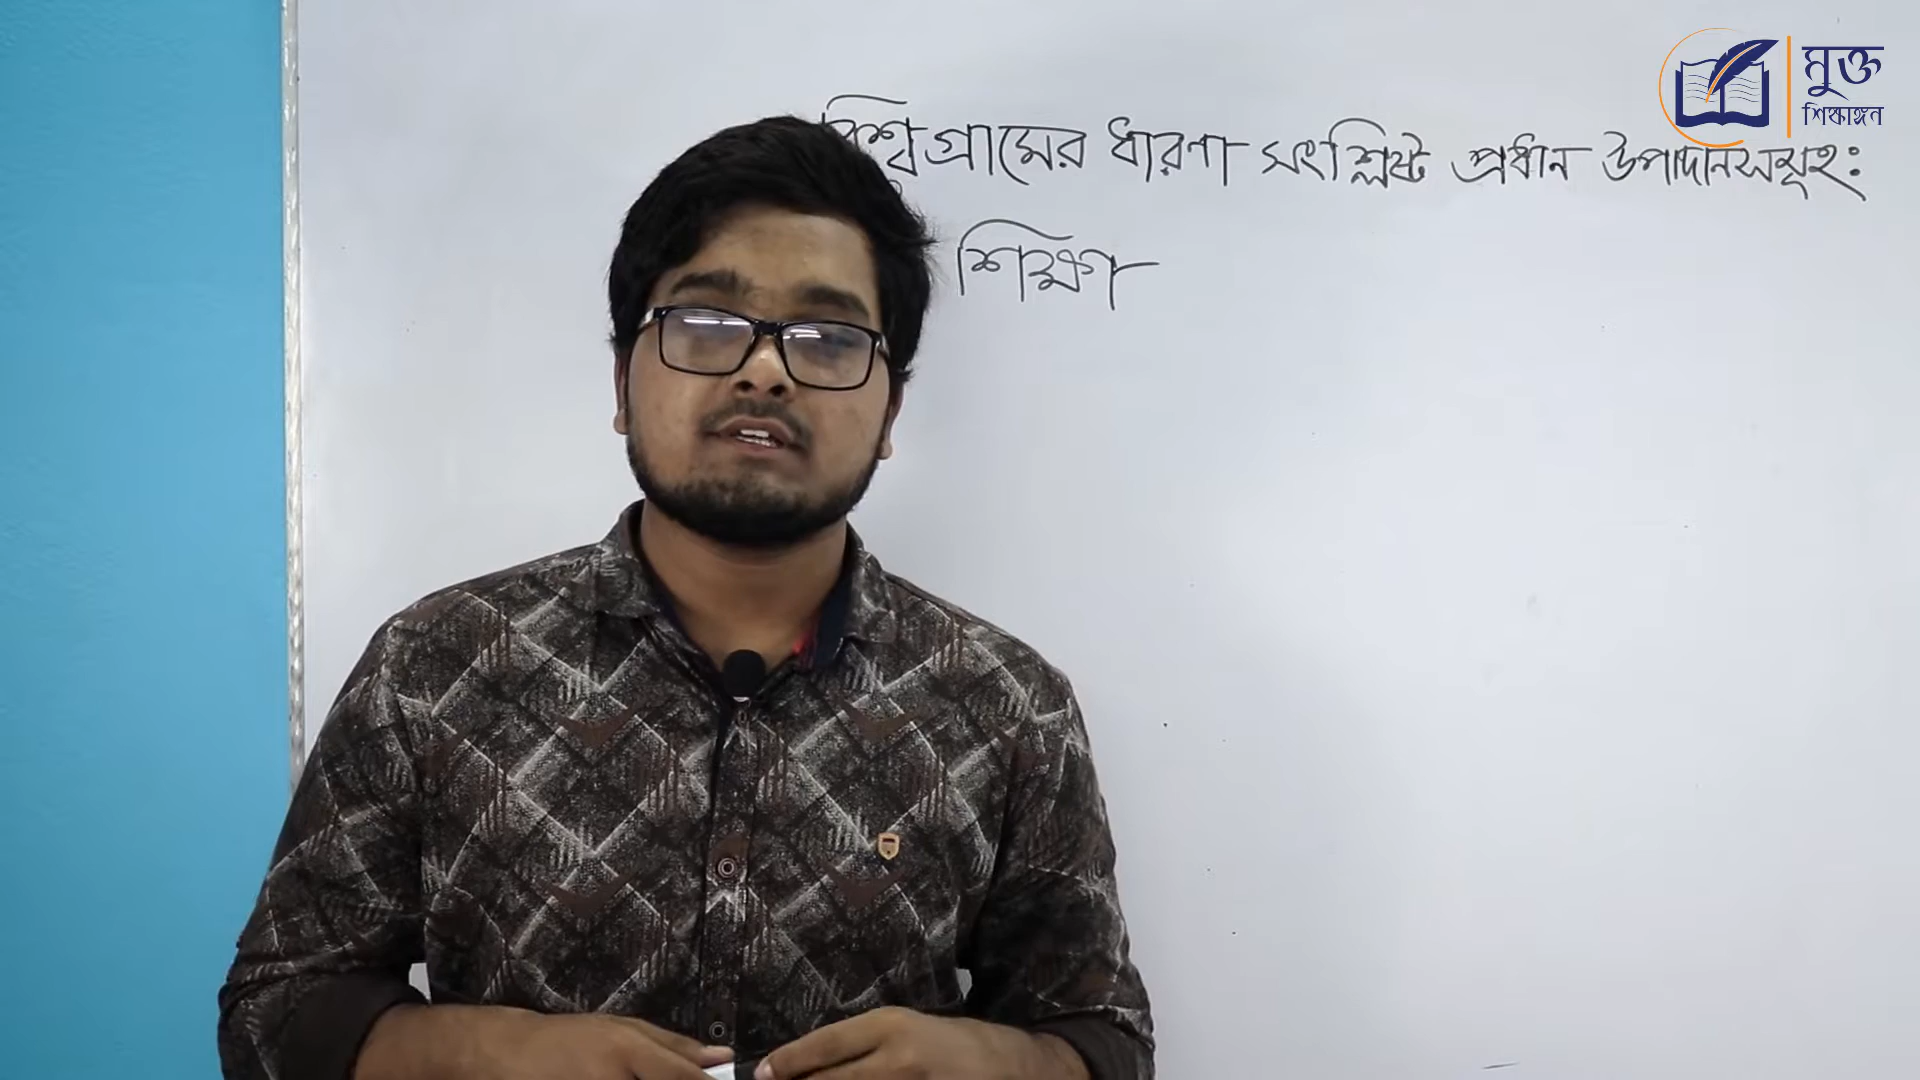 মুক্ত
শিক্ষাঙ্গন
বিশ্বগ্রামের ধারণা সংশ্লিষ্ট প্রধান উপাদানসমূহঃ
শিক্ষা